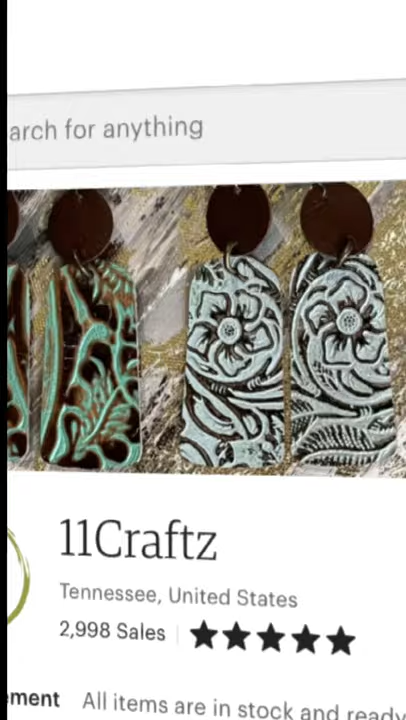 arch for anything
11Craftz
Tennessee, United States
2,998 Sales
ement All items are in stock and ready